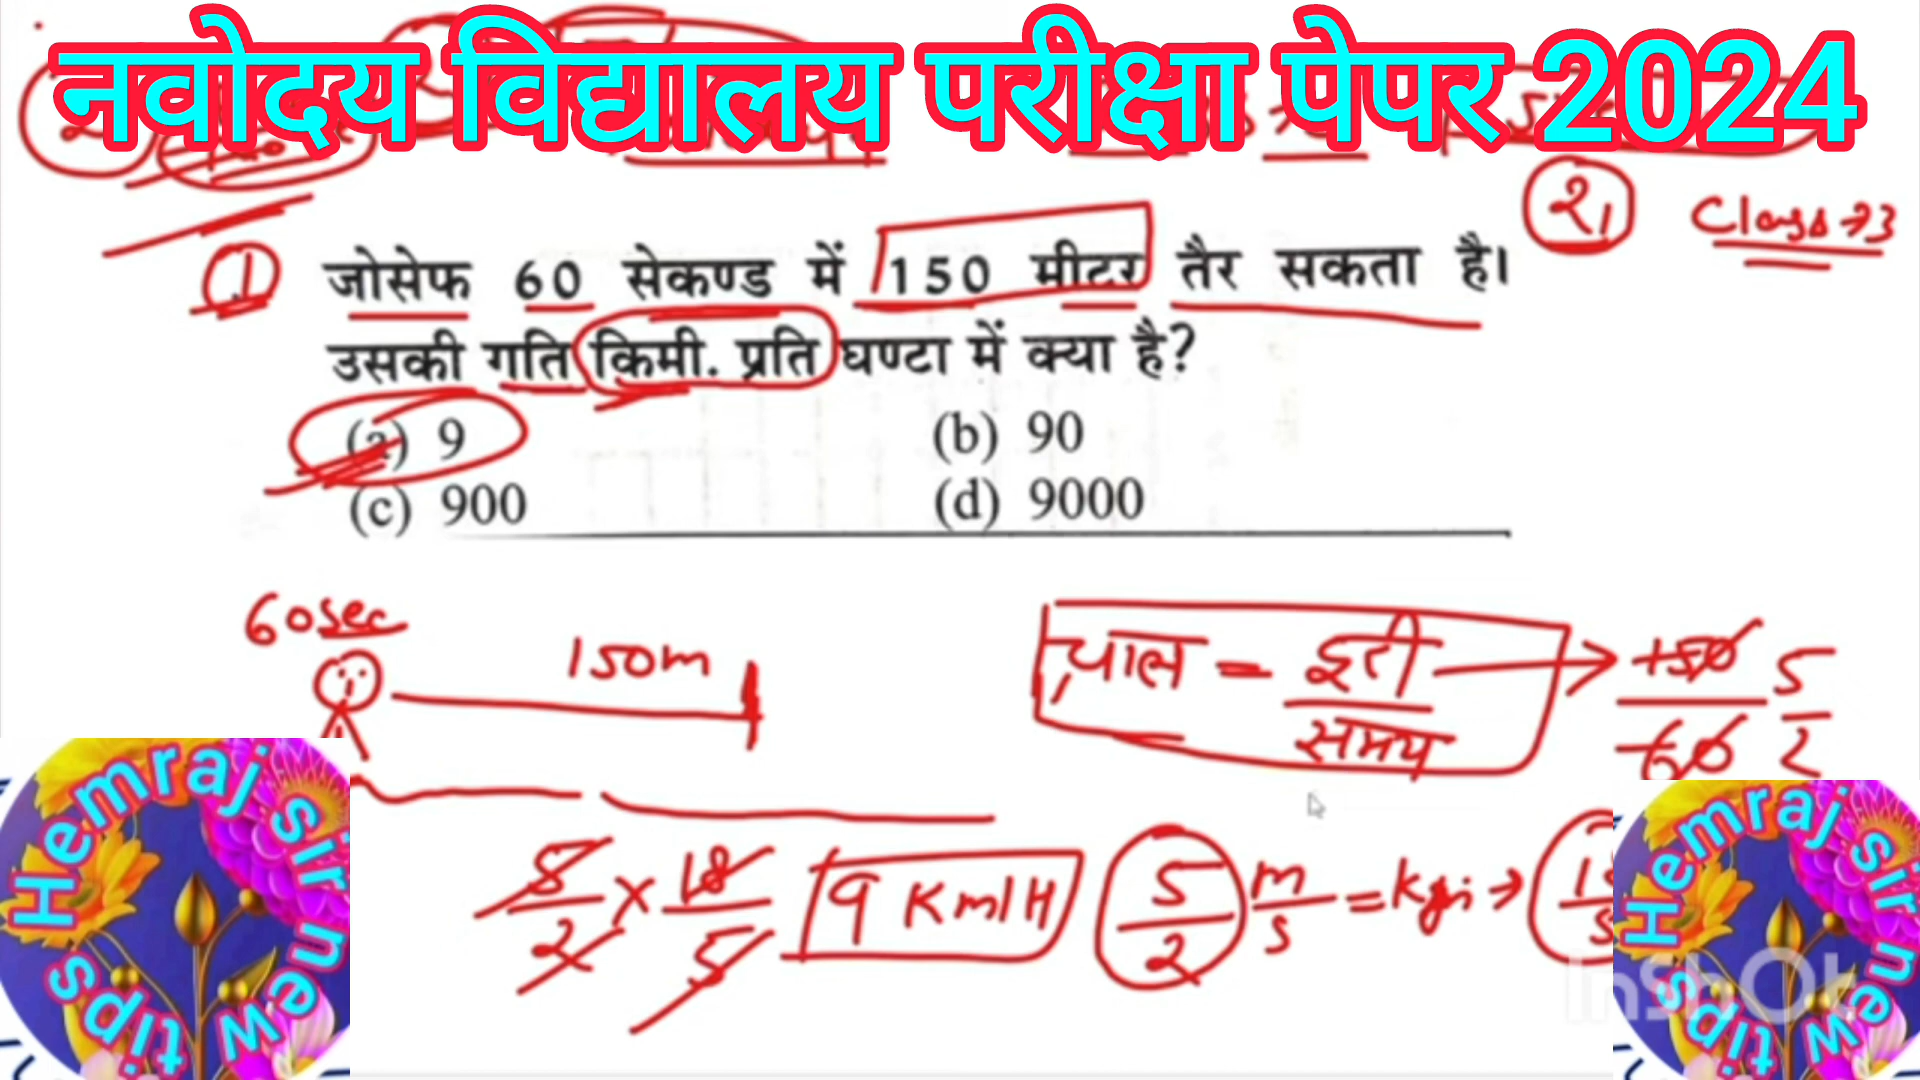 नवोदय विद्यालय परीक्षा पेपर 2024
२१ Class→3
① जोसेफ 60 सेकण्ड में 150 मीटर तैर सकता है।
उसकी गति किमी. प्रति घण्टा में क्या है?
(a) 9 (b) 90
(c) 900 (d) 9000
60sec
150m
चाल = दूरी / समय → 150/60 5/2
5/2 × 18/5 9 Km/H 5/2 m/s =
Hemraj sir new tips
Hemraj sir new tips
InShOt